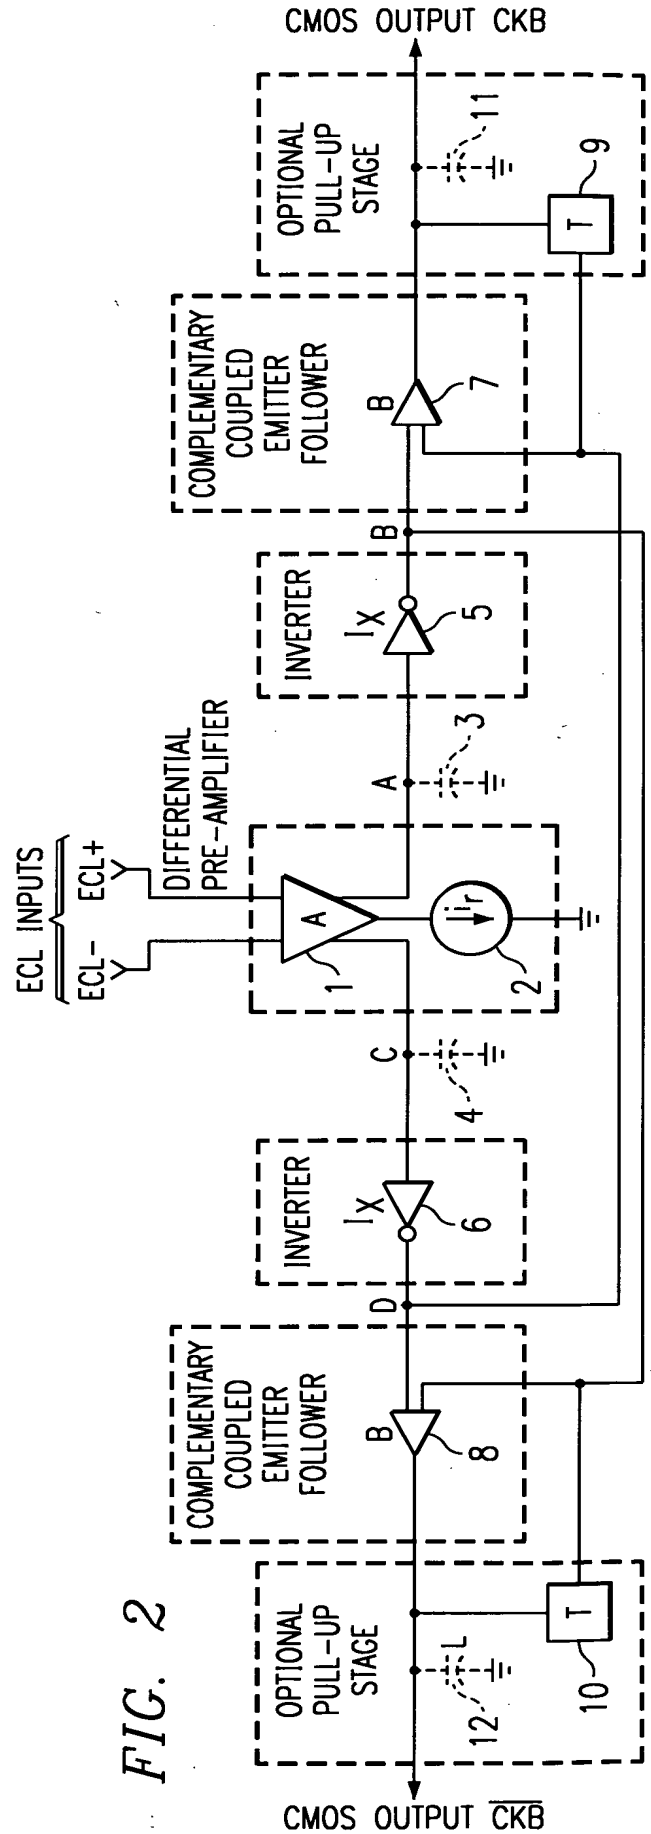 CMOS OUTPUT CKB
OPTIONAL
PULL-UP
STAGE
11
9
T
COMPLEMENTARY
COUPLED
EMITTER
FOLLOWER
B
7
B
INVERTER
IX
5
A
3
DIFFERENTIAL
PRE-AMPLIFIER
ECL INPUTS
ECL+
ECL-
A
1
ir
2
C
4
INVERTER
IX
6
D
COMPLEMENTARY
COUPLED
EMITTER
FOLLOWER
B
8
OPTIONAL
PULL-UP
STAGE
L
12
T
10
CMOS OUTPUT C̅K̅B̅
FIG. 2